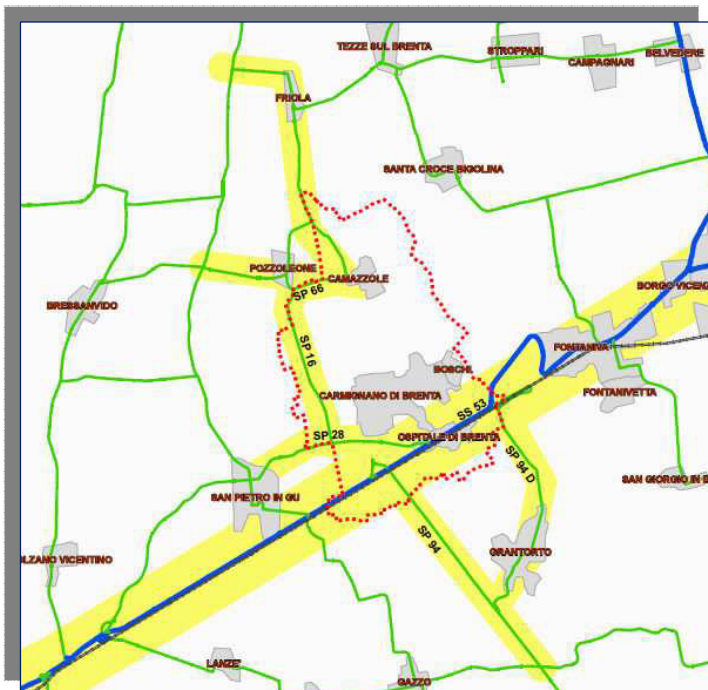 TEZZE SUL BRENTA
STROPPARI
BELVEDERE
CAMPAGNARI
FRIOLA
SANTA CROCE BIGOLINA
POZZOLEONE
CAMAZZOLE
BORGO VICENZ
SP 66
BRESSANVIDO
SP 16
FONTANIVA
BOSCHI
CARMIGNANO DI BRENTA
FONTANIVETTA
SS 53
SP 28
OSPITALE DI BRENTA
SP 94 D
SAN GIORGIO IN B
SAN PIETRO IN GU
SP 94
GRANTORTO
OLZANO VICENTINO
LANZE'
GAZZO